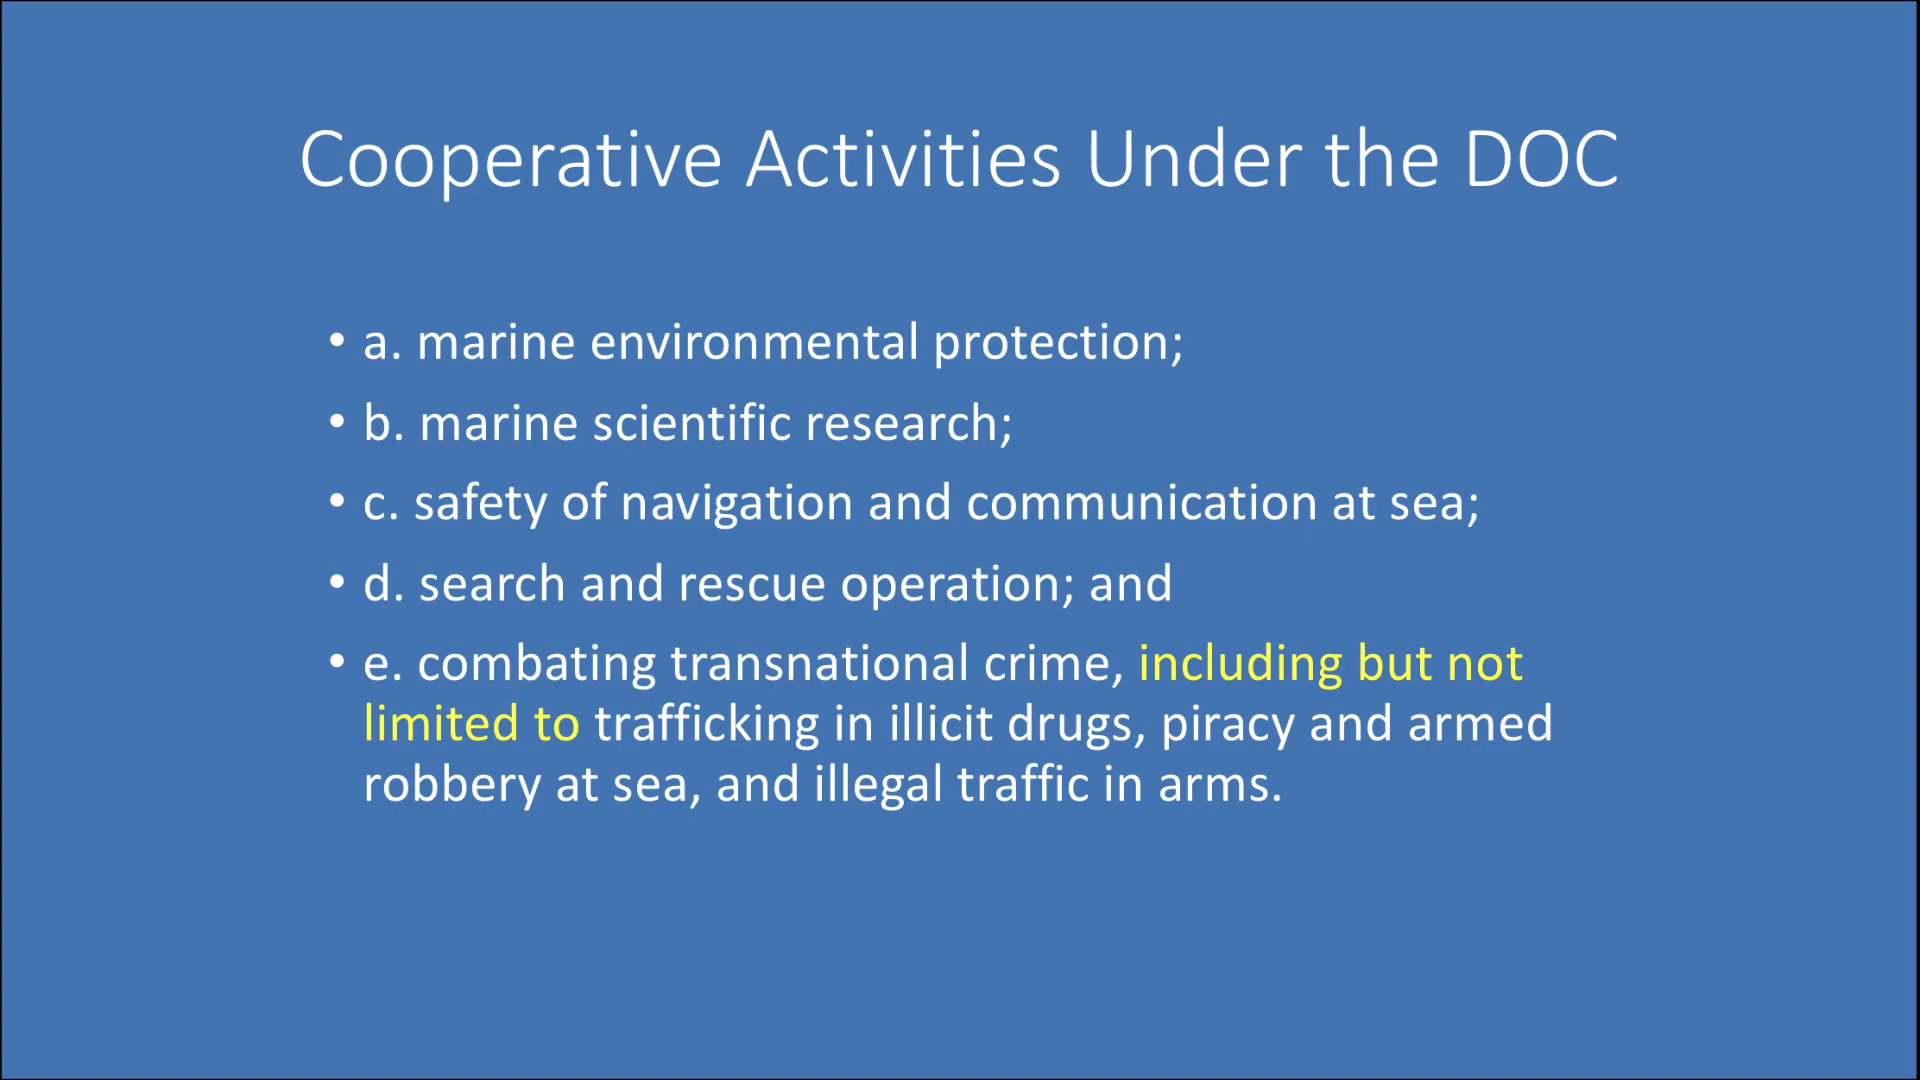 Cooperative Activities Under the DOC
• a. marine environmental protection;
• b. marine scientific research;
• c. safety of navigation and communication at sea;
• d. search and rescue operation; and
• e. combating transnational crime, including but not
limited to trafficking in illicit drugs, piracy and armed
robbery at sea, and illegal traffic in arms.